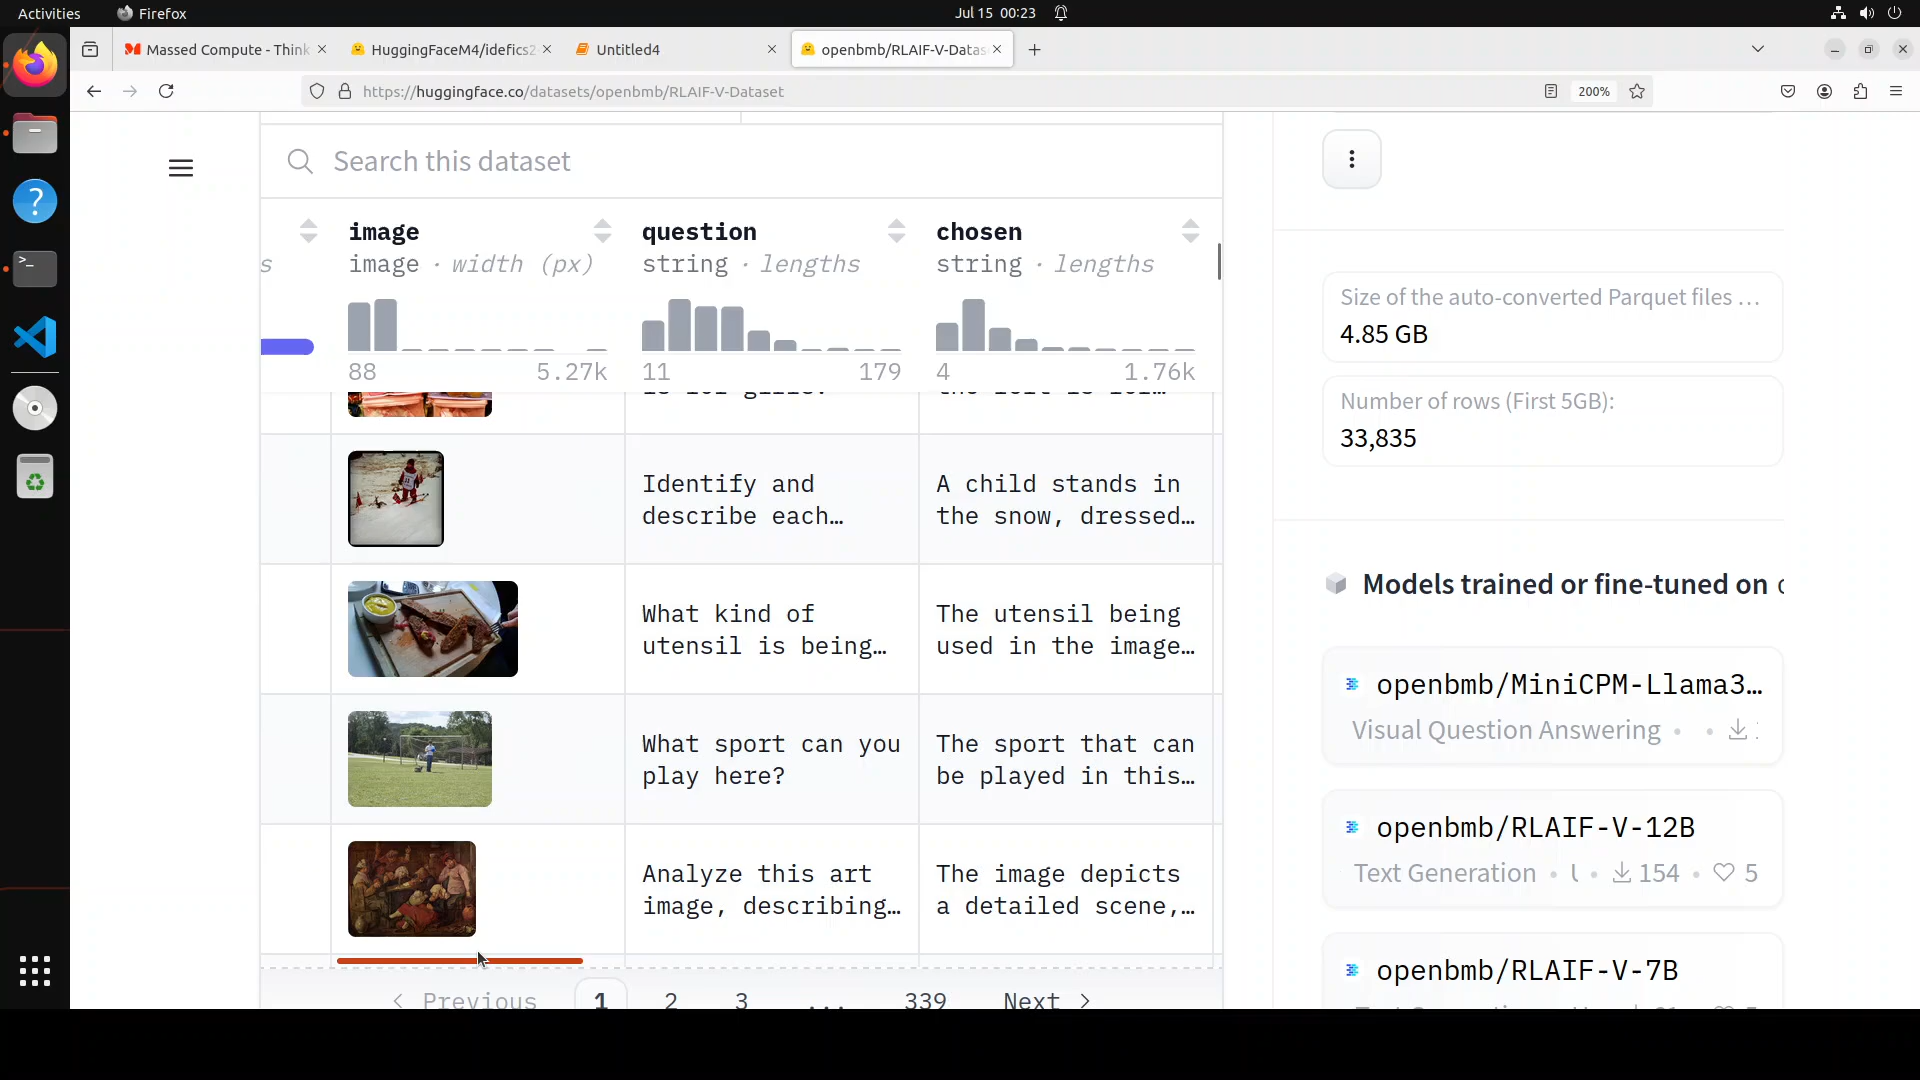 Activities
Firefox
Jul 15 00:23
Massed Compute - Think
HuggingFaceM4/idefics2
Untitled4
openbmb/RLAIF-V-Datas
https://huggingface.co/datasets/openbmb/RLAIF-V-Dataset
200%
Search this dataset
s
image
image · width (px)
88
5.27k
question
string · lengths
11
179
chosen
string · lengths
4
1.76k
Identify and
describe each…
A child stands in
the snow, dressed…
What kind of
utensil is being…
The utensil being
used in the image…
What sport can you
play here?
The sport that can
be played in this…
Analyze this art
image, describing…
The image depicts
a detailed scene,…
< Previous
1
2
3
...
339
Next >
Size of the auto-converted Parquet files …
4.85 GB
Number of rows (First 5GB):
33,835
Models trained or fine-tuned on
openbmb/MiniCPM-Llama3…
Visual Question Answering
openbmb/RLAIF-V-12B
Text Generation • 154 • 5
openbmb/RLAIF-V-7B